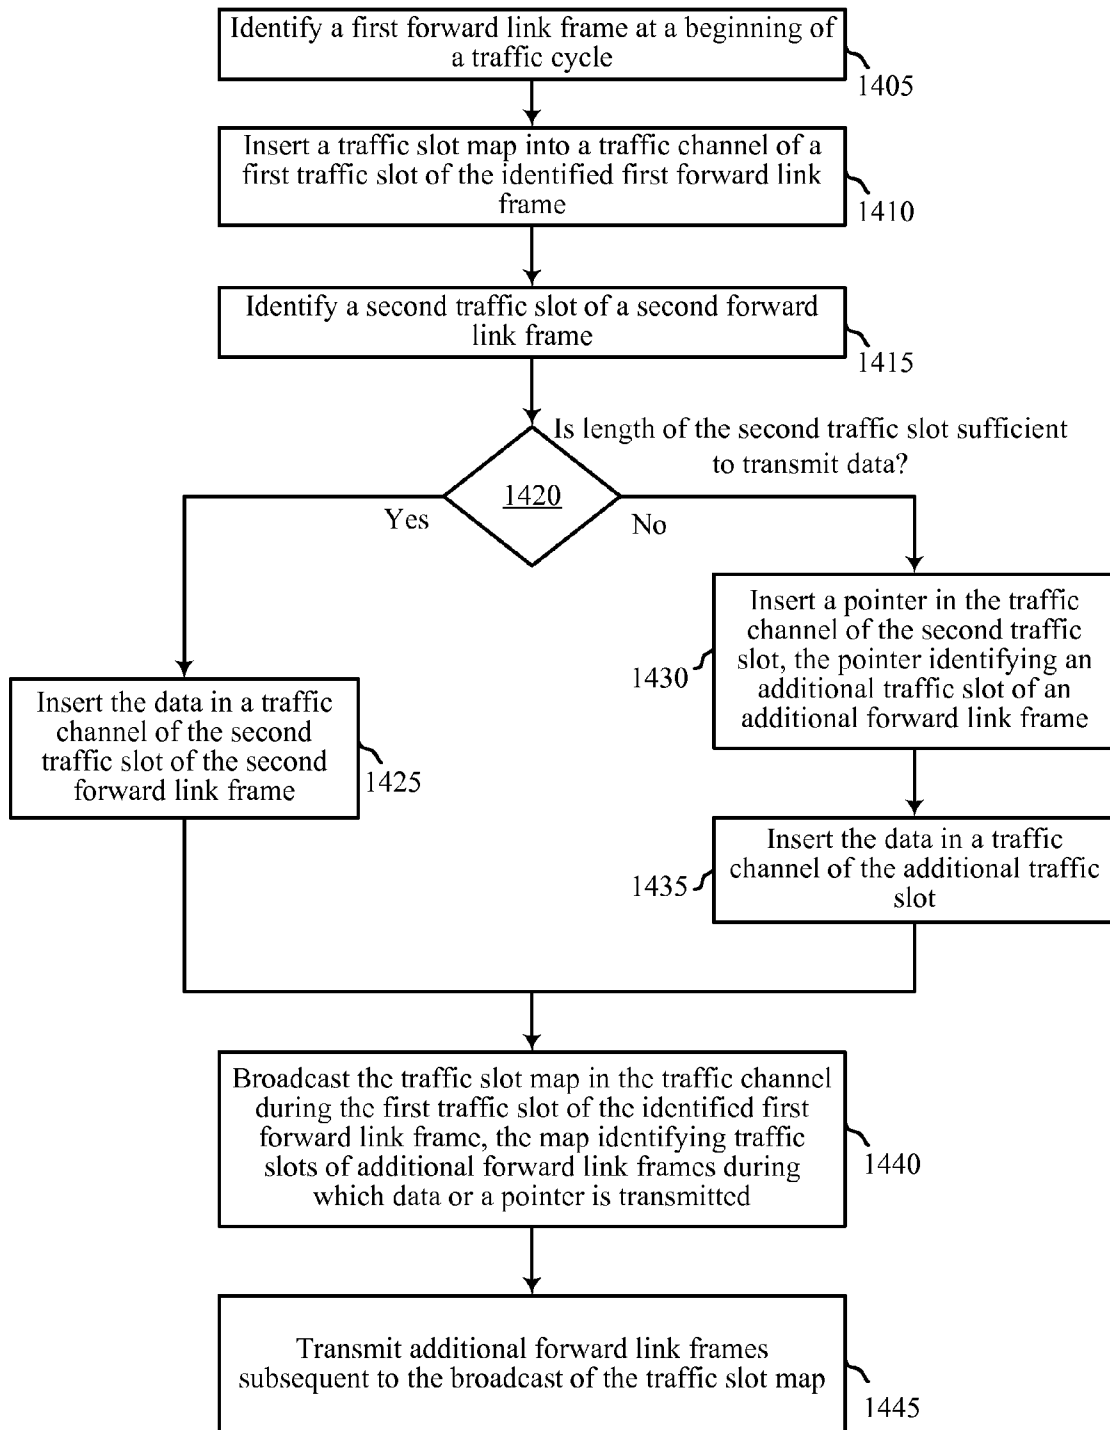 Identify a first forward link frame at a beginning of
a traffic cycle
1405
Insert a traffic slot map into a traffic channel of a
first traffic slot of the identified first forward link
frame
1410
Identify a second traffic slot of a second forward
link frame
1415
Is length of the second traffic slot sufficient
to transmit data?
1420
Yes
No
Insert a pointer in the traffic
channel of the second traffic
slot, the pointer identifying an
additional traffic slot of an
additional forward link frame
1430
Insert the data in a traffic
channel of the second
traffic slot of the second
forward link frame
1425
Insert the data in a traffic
channel of the additional traffic
slot
1435
Broadcast the traffic slot map in the traffic channel
during the first traffic slot of the identified first
forward link frame, the map identifying traffic
slots of additional forward link frames during
which data or a pointer is transmitted
1440
Transmit additional forward link frames
subsequent to the broadcast of the traffic slot map
1445